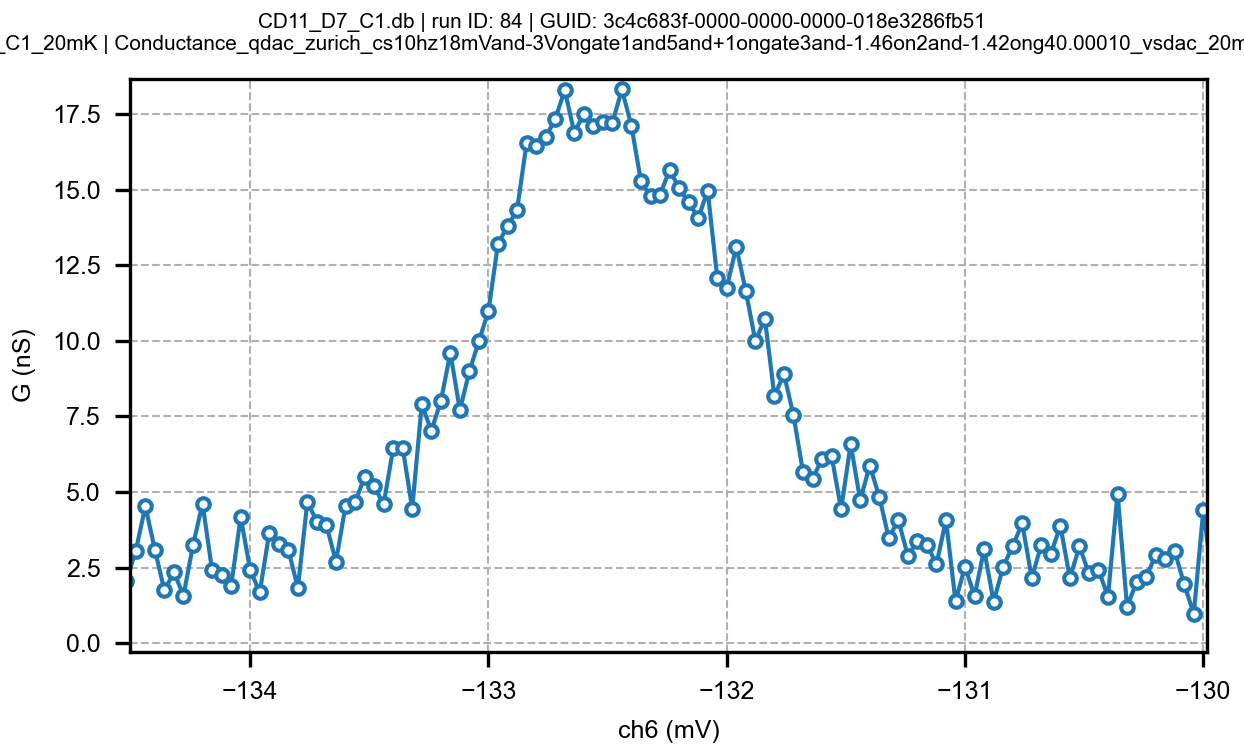 CD11_D7_C1.db | run ID: 84 | GUID: 3c4c683f-0000-0000-0000-018e3286fb51
_C1_20mK | Conductance_qdac_zurich_cs10hz18mVand-3Vongate1and5and+1ongate3and-1.46on2and-1.42ong40.00010_vsdac_20m
17.5
15.0
12.5
10.0
7.5
5.0
2.5
0.0
G (nS)
−134 −133 −132 −131 −130
ch6 (mV)